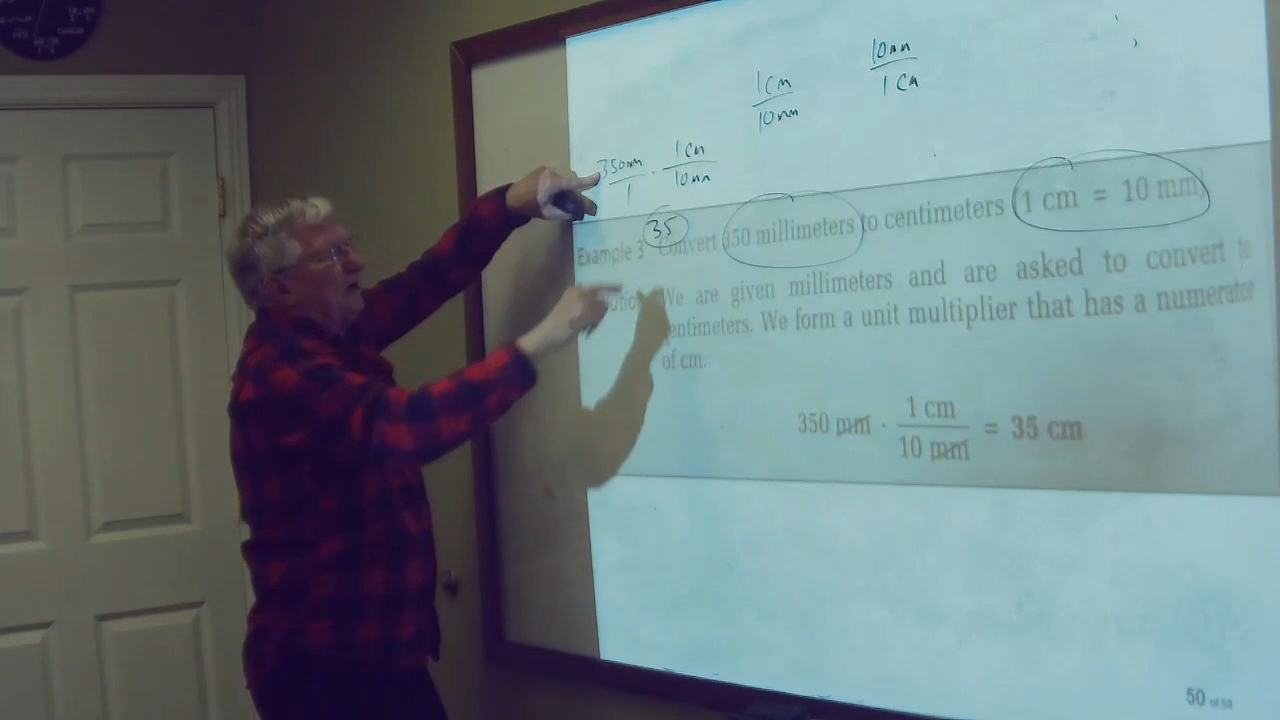 1 cm 10 mm
10 mm 1 cm
350 mm · 1 cm
1 10 mm
35
Example 3 Convert 350 millimeters to centimeters 1 cm = 10 mm
We are given millimeters and are asked to convert to
centimeters. We form a unit multiplier that has a numerator
of cm.
350 mm · 1 cm = 35 cm
10 mm
50 of 58